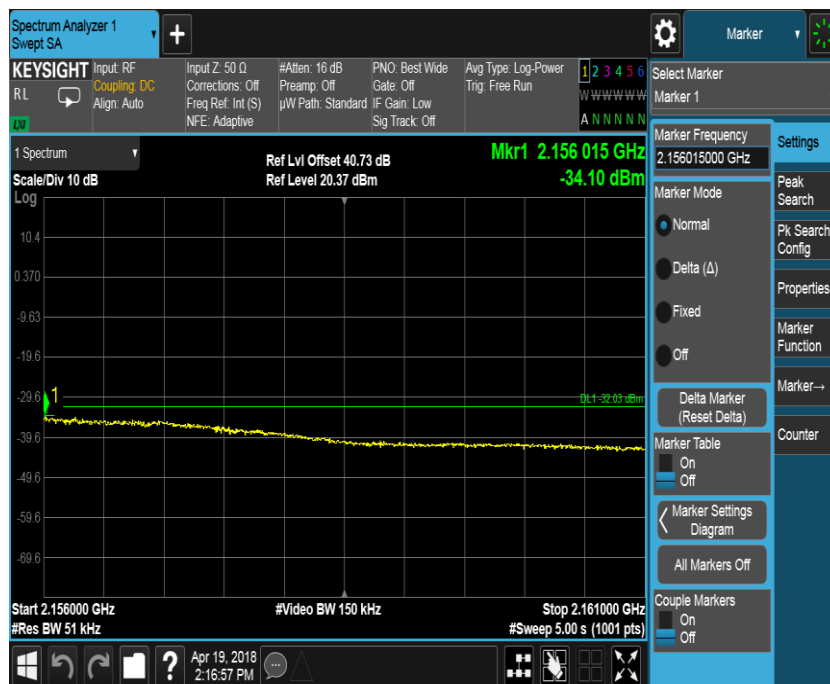 Spectrum Analyzer 1
Swept SA
Marker
KEYSIGHT
RL
LXI
Input: RF
Coupling: DC
Align: Auto
Input Z: 50 Ω
Corrections: Off
Freq Ref: Int (S)
NFE: Adaptive
#Atten: 16 dB
Preamp: Off
µW Path: Standard
PNO: Best Wide
Gate: Off
IF Gain: Low
Sig Track: Off
Avg Type: Log-Power
Trig: Free Run
1 2 3 4 5 6
W W W W W W
A N N N N N
Select Marker
Marker 1
1 Spectrum
Scale/Div 10 dB
Log
Ref Lvl Offset 40.73 dB
Ref Level 20.37 dBm
Mkr1 2.156 015 GHz
-34.10 dBm
10.4
0.370
-9.63
-19.6
-29.6
-39.6
-49.6
-59.6
-69.6
1
DL1 -32.03 dBm
Start 2.156000 GHz
#Res BW 51 kHz
#Video BW 150 kHz
Stop 2.161000 GHz
#Sweep 5.00 s (1001 pts)
Marker Frequency
2.156015000 GHz
Marker Mode
Normal
Delta (Δ)
Fixed
Off
Delta Marker
(Reset Delta)
Marker Table
On
Off
Marker Settings
Diagram
All Markers Off
Couple Markers
On
Off
Settings
Peak
Search
Pk Search
Config
Properties
Marker
Function
Marker→
Counter
?
Apr 19, 2018
2:16:57 PM